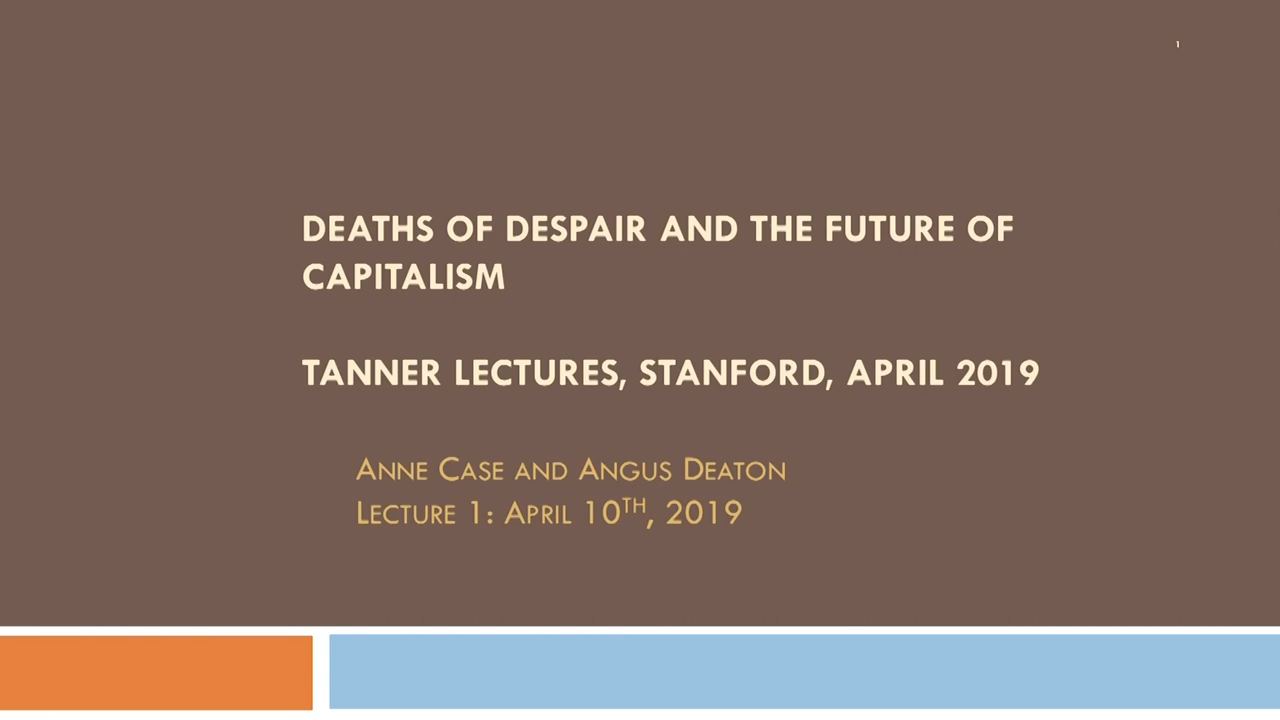 1
DEATHS OF DESPAIR AND THE FUTURE OF
CAPITALISM
TANNER LECTURES, STANFORD, APRIL 2019
ANNE CASE AND ANGUS DEATON
LECTURE 1: APRIL 10TH, 2019